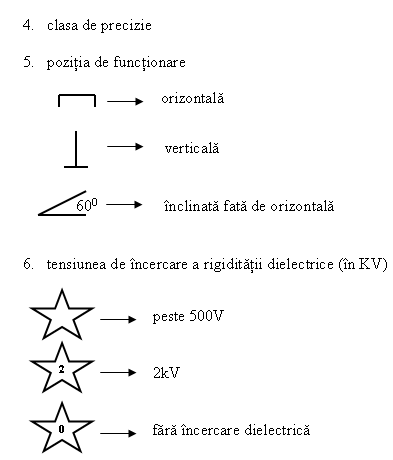 4. clasa de precizie
5. poziția de funcționare
orizontală
verticală
60⁰ înclinată fată de orizontală
6. tensiunea de încercare a rigidității dielectrice (în KV)
peste 500V
2 2kV
0 fără încercare dielectrică